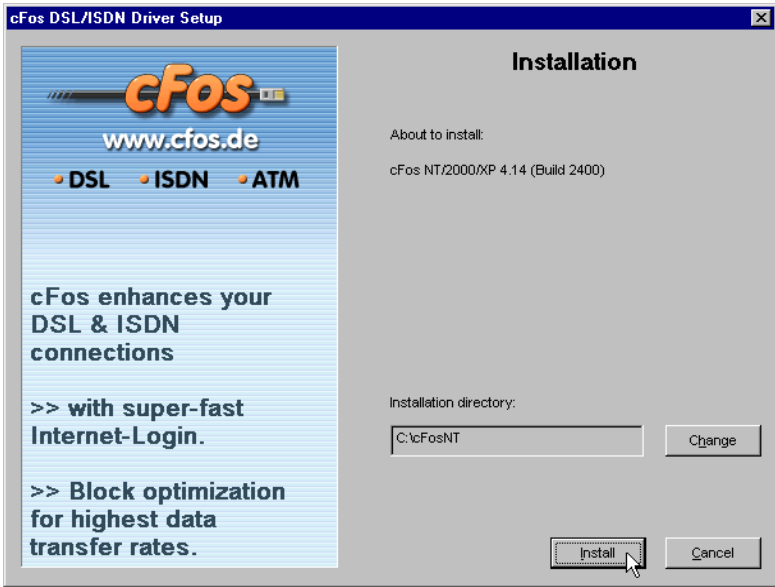 cFos DSL/ISDN Driver Setup
cFos
www.cfos.de
DSL ISDN ATM
cFos enhances your
DSL & ISDN
connections
>> with super-fast
Internet-Login.
>> Block optimization
for highest data
transfer rates.
Installation
About to install:
cFos NT/2000/XP 4.14 (Build 2400)
Installation directory:
C:\cFosNT
Change
Install
Cancel